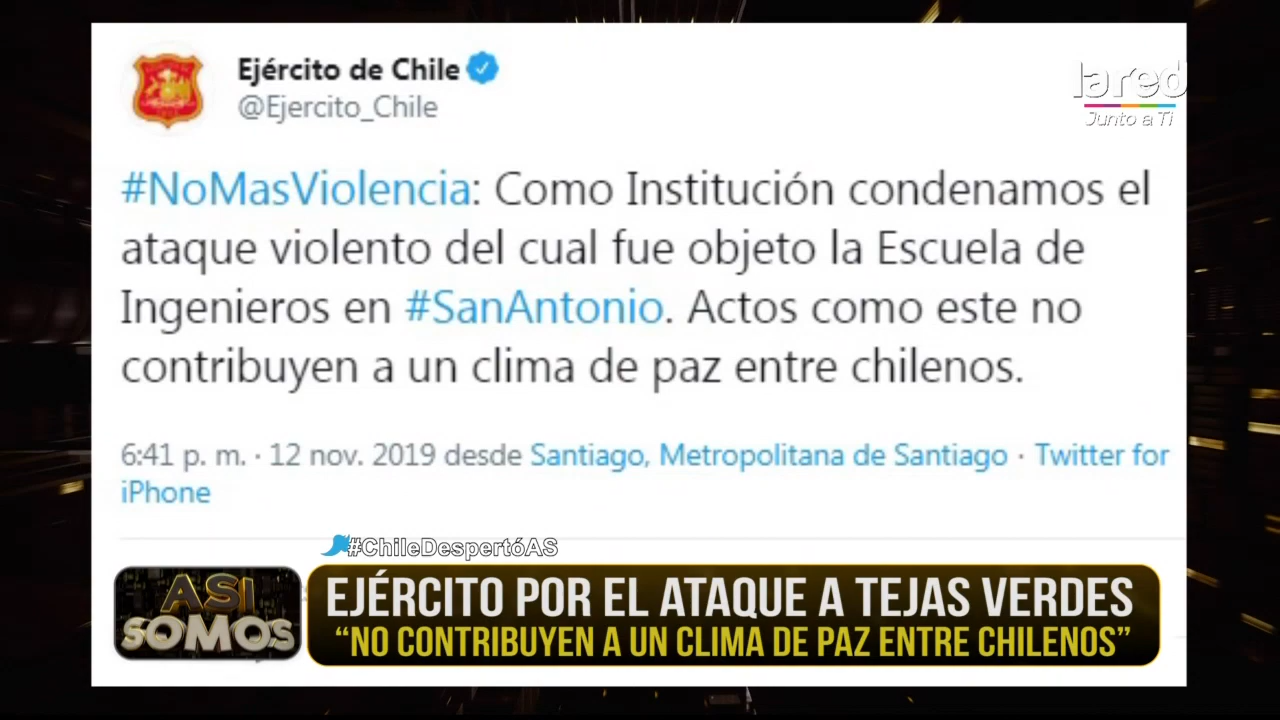 Ejército de Chile
@Ejercito_Chile
la red
Junto a Ti
#NoMasViolencia: Como Institución condenamos el
ataque violento del cual fue objeto la Escuela de
Ingenieros en #SanAntonio. Actos como este no
contribuyen a un clima de paz entre chilenos.
6:41 p. m. · 12 nov. 2019 desde Santiago, Metropolitana de Santiago · Twitter for
iPhone
#ChileDespertóAS
ASI
SOMOS
EJÉRCITO POR EL ATAQUE A TEJAS VERDES
“NO CONTRIBUYEN A UN CLIMA DE PAZ ENTRE CHILENOS”